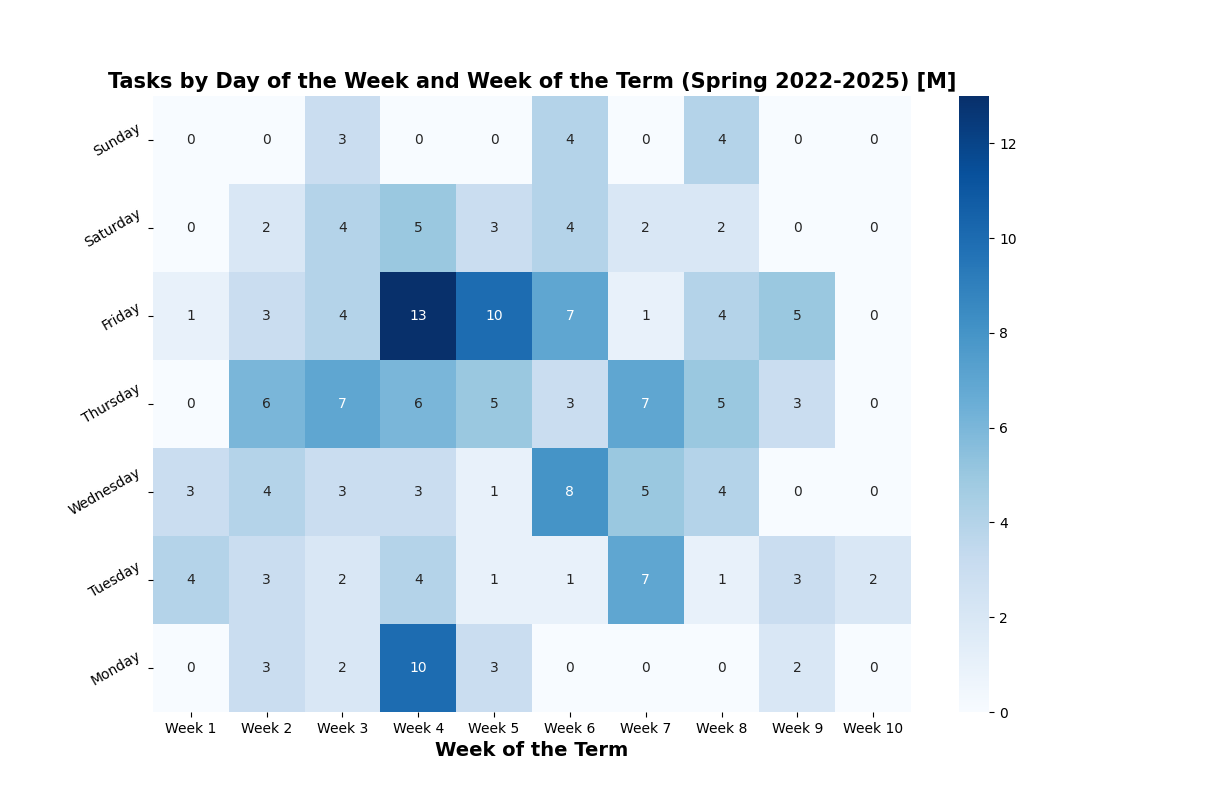 Tasks by Day of the Week and Week of the Term (Spring 2022-2025) [M]
Sunday 0 0 3 0 0 4 0 4 0 0
Saturday 0 2 4 5 3 4 2 2 0 0
Friday 1 3 4 13 10 7 1 4 5 0
Thursday 0 6 7 6 5 3 7 5 3 0
Wednesday 3 4 3 3 1 8 5 4 0 0
Tuesday 4 3 2 4 1 1 7 1 3 2
Monday 0 3 2 10 3 0 0 0 2 0
Week 1 Week 2 Week 3 Week 4 Week 5 Week 6 Week 7 Week 8 Week 9 Week 10
Week of the Term
12
10
8
6
4
2
0